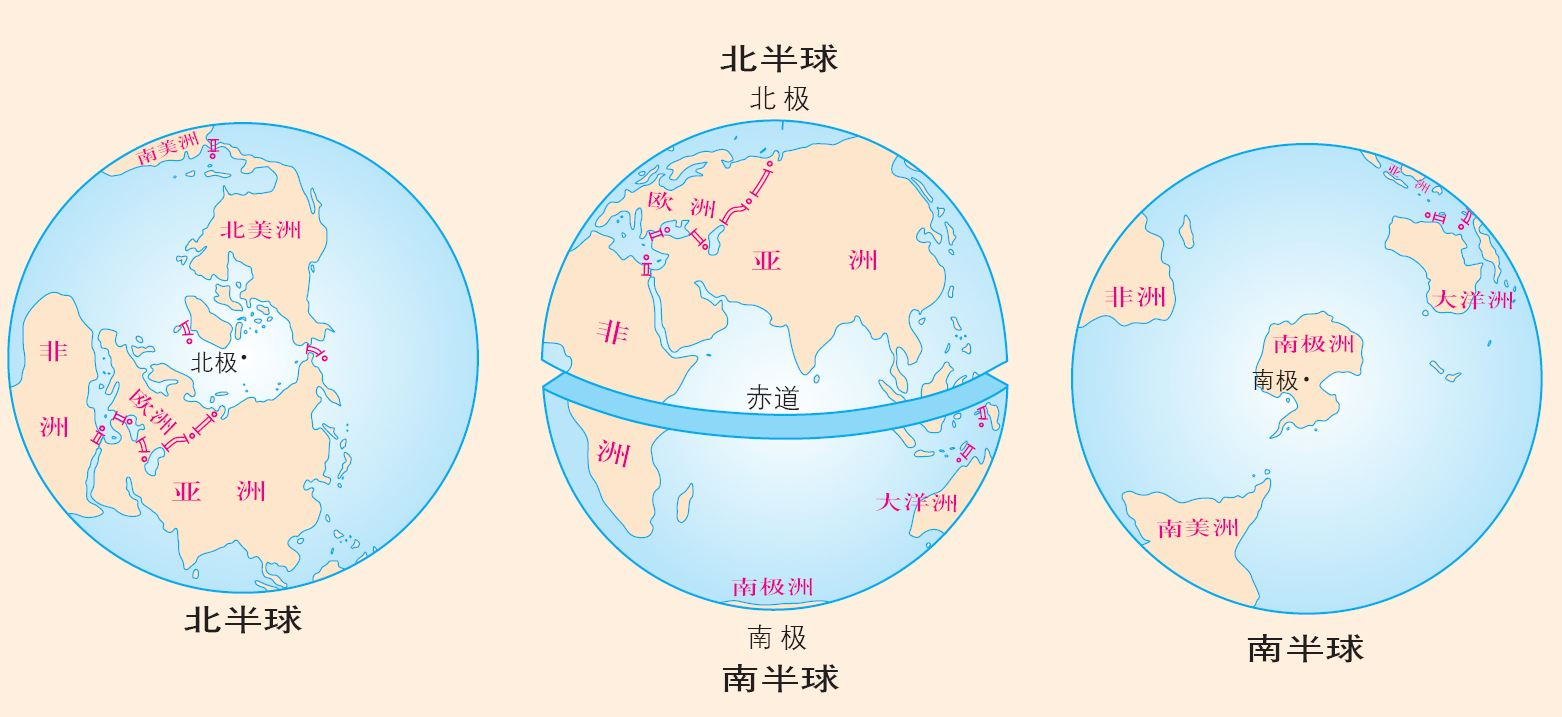 南美洲
北美洲
北极
非
洲
欧洲
亚 洲
北半球
北半球
北极
欧 洲
亚 洲
非
赤道
洲
大洋洲
南极洲
南极
南半球
亚 洲
非洲
大洋洲
南极洲
南极
南美洲
南半球